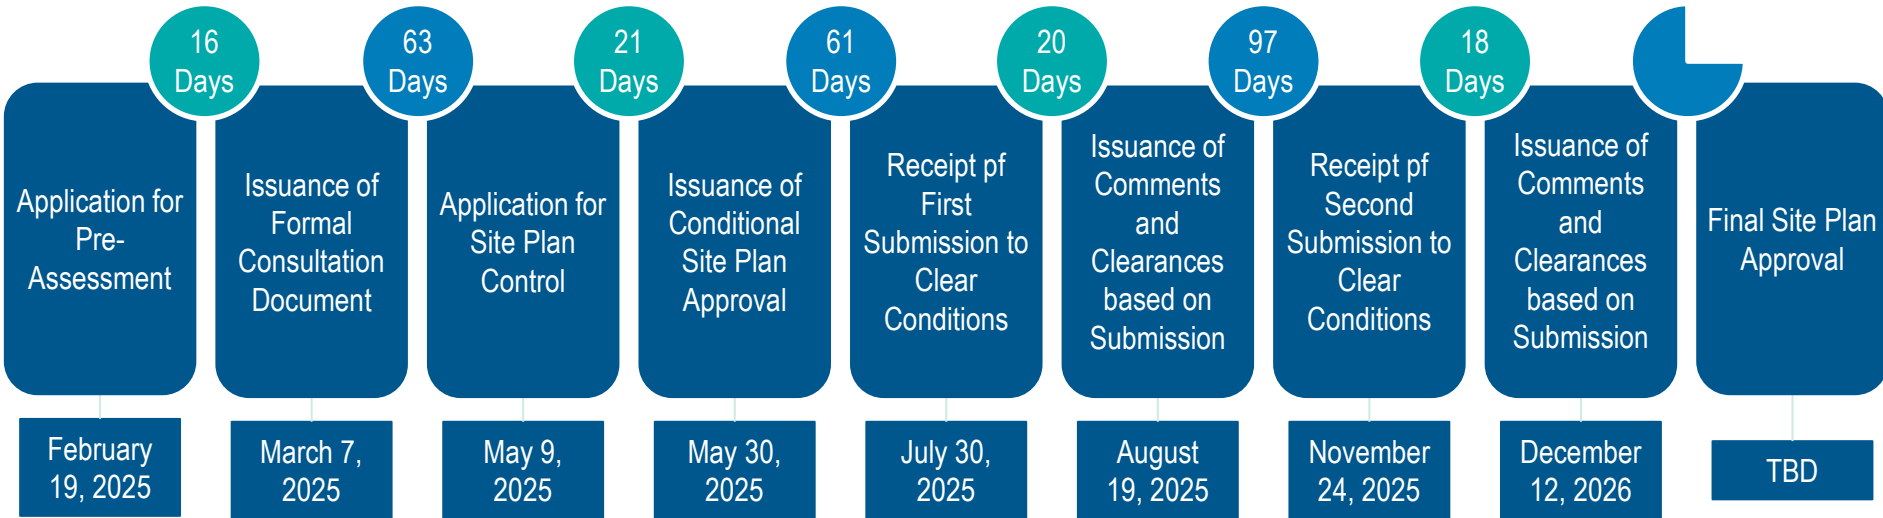 16
Days
63
Days
21
Days
61
Days
20
Days
97
Days
18
Days
Application for
Pre-
Assessment
Issuance of
Formal
Consultation
Document
Application for
Site Plan
Control
Issuance of
Conditional
Site Plan
Approval
Receipt pf
First
Submission to
Clear
Conditions
Issuance of
Comments
and
Clearances
based on
Submission
Receipt pf
Second
Submission to
Clear
Conditions
Issuance of
Comments
and
Clearances
based on
Submission
Final Site Plan
Approval
February
19, 2025
March 7,
2025
May 9,
2025
May 30,
2025
July 30,
2025
August
19, 2025
November
24, 2025
December
12, 2026
TBD